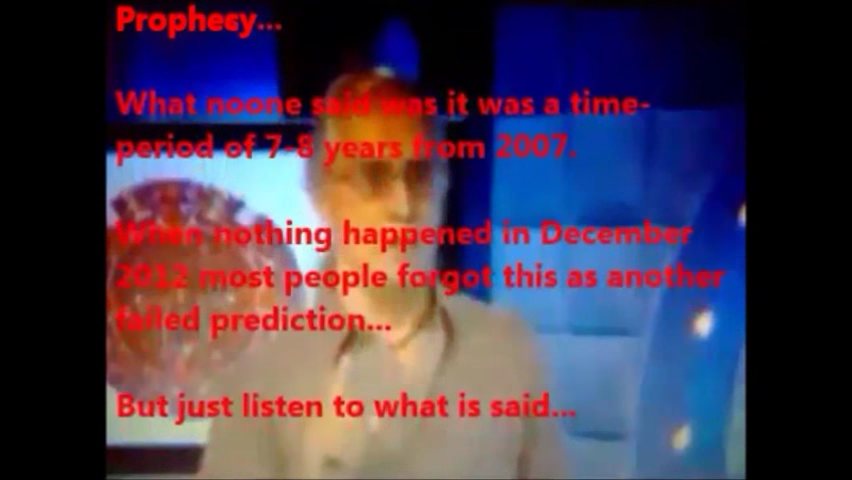 Prophecy...
What noone said was it was a time-
period of 7-8 years from 2007.
When nothing happened in December
2012 most people forgot this as another
failed prediction...
But just listen to what is said...